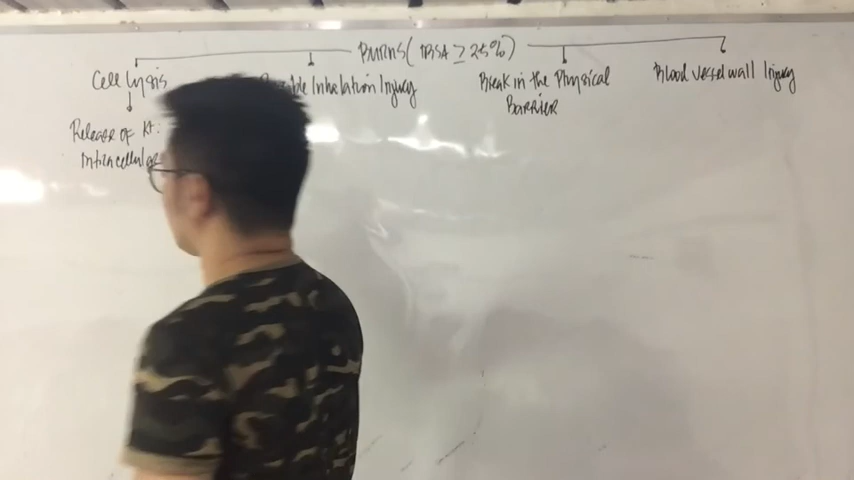 BURNS (TBSA ≥ 25%)
Cell Lysis
Inhalation Injury
Break in the Physical
Barrier
Blood vessel wall Injury
Release of K+:
Intracellular